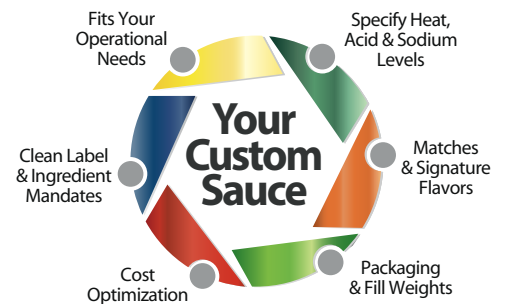 Fits Your
Operational
Needs
Specify Heat,
Acid & Sodium
Levels
Your
Custom
Sauce
Clean Label
& Ingredient
Mandates
Matches
& Signature
Flavors
Cost
Optimization
Packaging
& Fill Weights